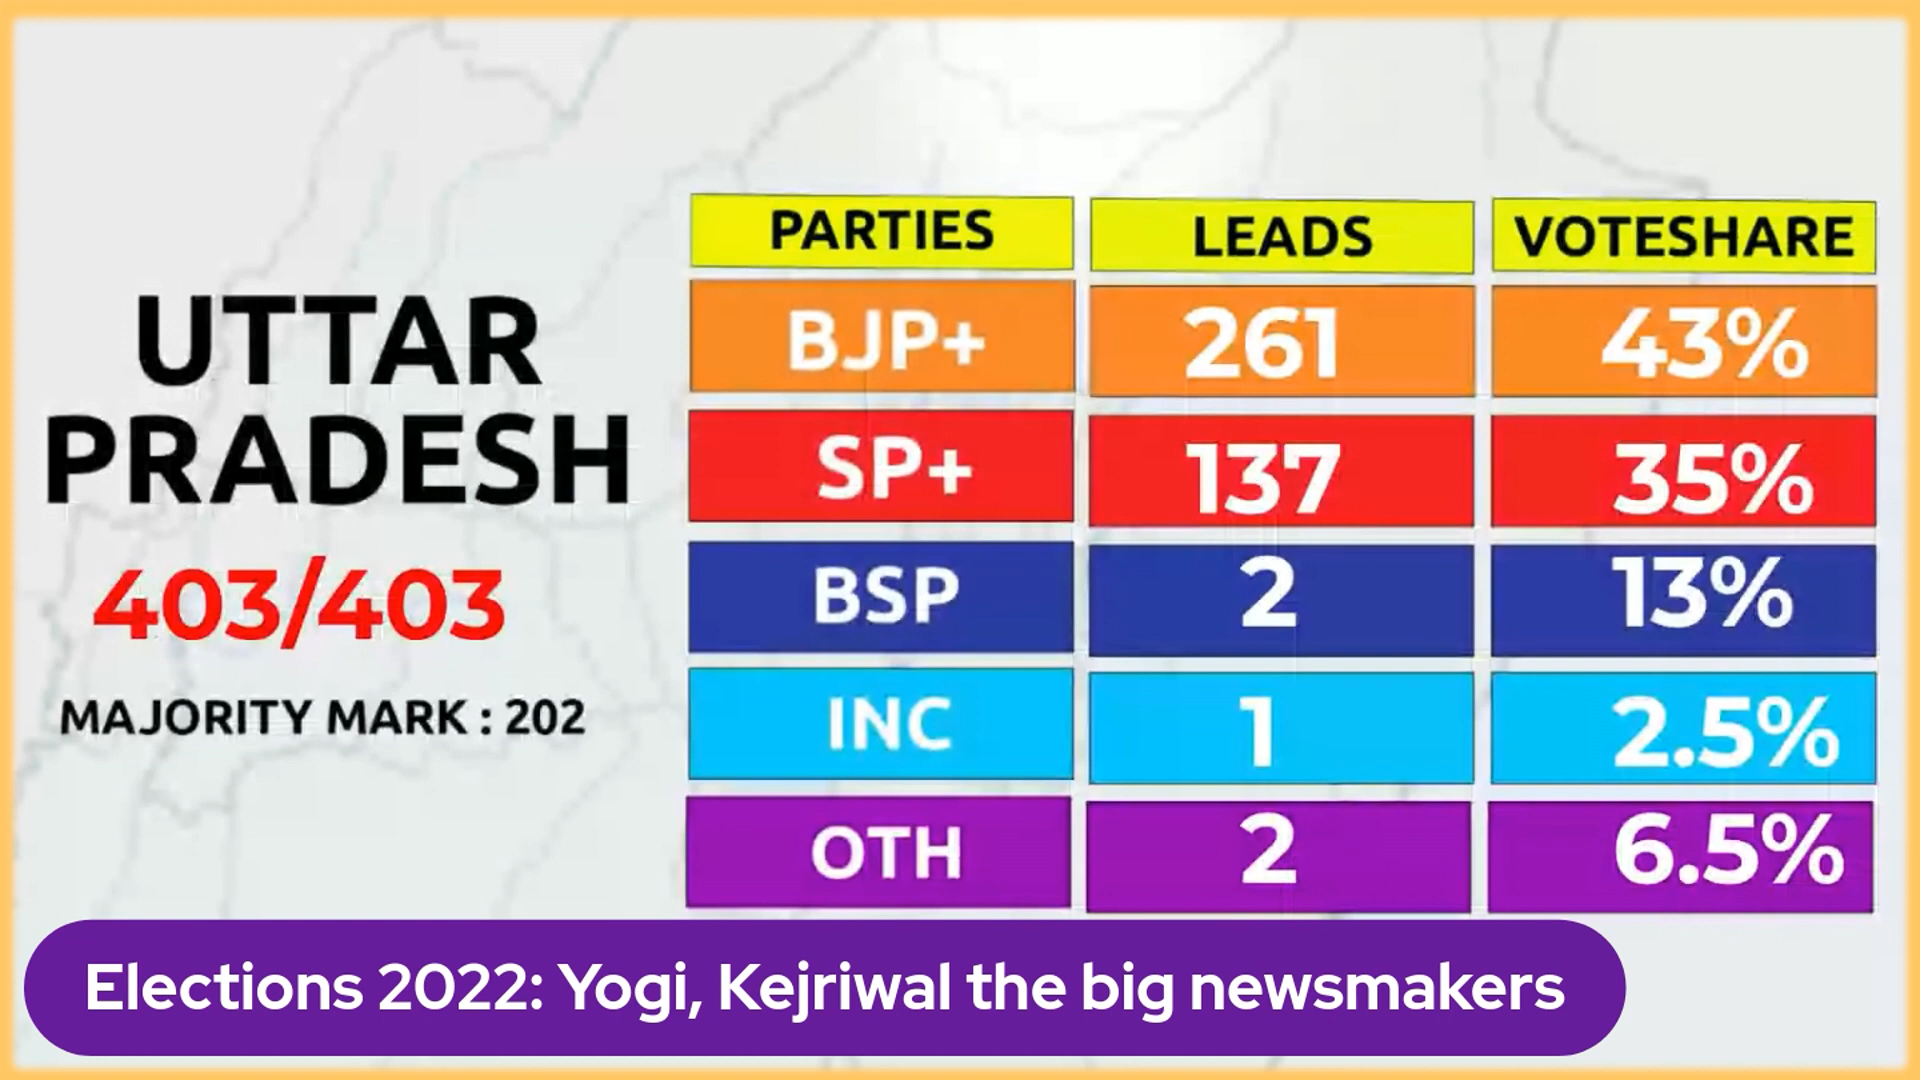 UTTAR
PRADESH
403/403
MAJORITY MARK : 202
PARTIES LEADS VOTESHARE
BJP+ 261 43%
SP+ 137 35%
BSP 2 13%
INC 1 2.5%
OTH 2 6.5%
Elections 2022: Yogi, Kejriwal the big newsmakers